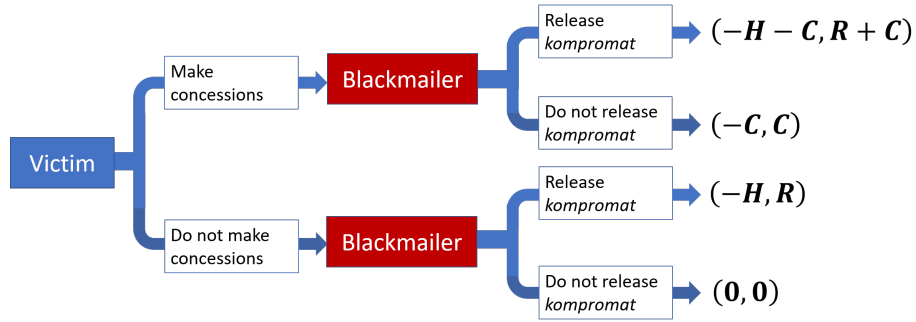 Victim
Make
concessions
Blackmailer
Release
kompromat
(−H − C, R + C)
Do not release
kompromat
(−C, C)
Do not make
concessions
Blackmailer
Release
kompromat
(−H, R)
Do not release
kompromat
(0, 0)